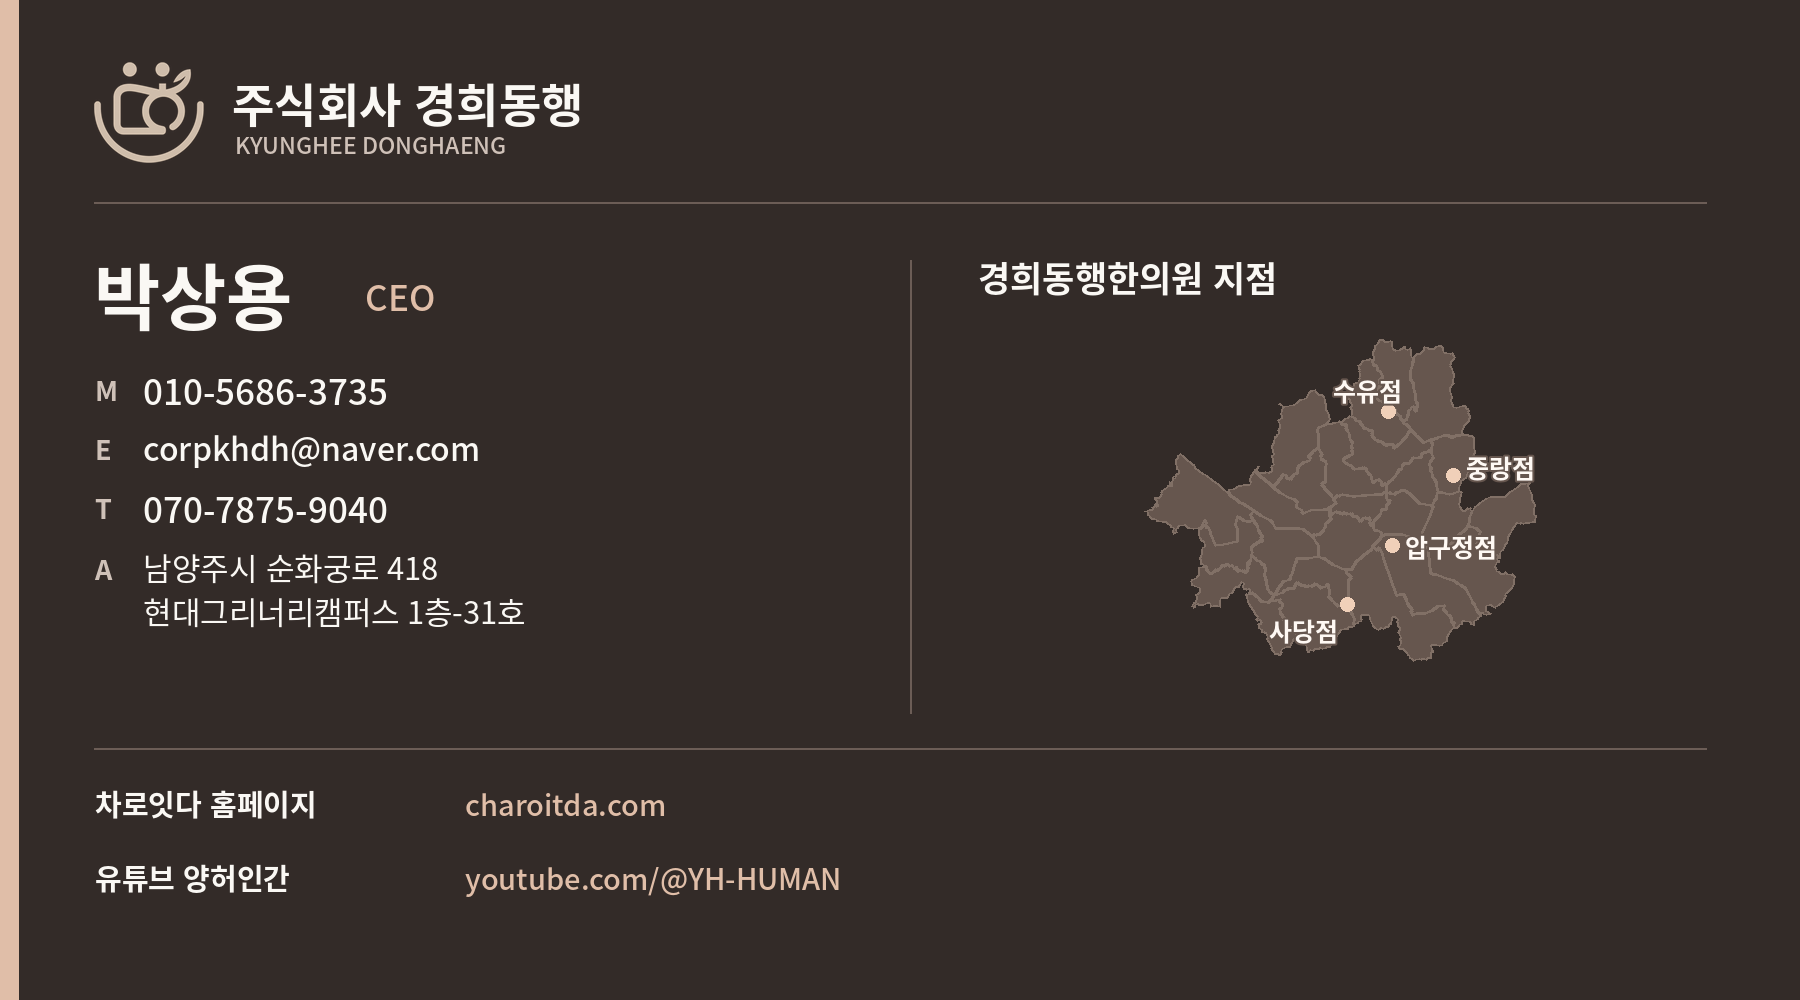 주식회사 경희동행
KYUNGHEE DONGHAENG
박상용 CEO
M 010-5686-3735
E corpkhdh@naver.com
T 070-7875-9040
A 남양주시 순화궁로 418
현대그리너리캠퍼스 1층-31호
경희동행한의원 지점
수유점
중랑점
압구정점
사당점
차로잇다 홈페이지 charoitda.com
유튜브 양허인간 youtube.com/@YH-HUMAN